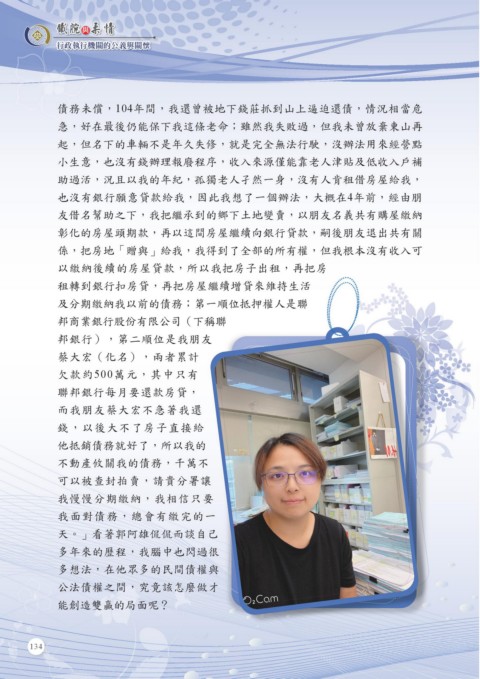 鐵腕與柔情
行政執行機關的公義與關懷
債務未償，104年間，我還曾被地下錢莊抓到山上逼迫還債，情況相當危
急，好在最後仍能保下我這條老命；雖然我失敗過，但我未曾放棄東山再
起，但名下的車輛不是年久失修，就是完全無法行駛，沒辦法用來經營點
小生意，也沒有錢辦理報廢程序，收入來源僅能靠老人津貼及低收入戶補
助過活，況且以我的年紀，孤獨老人孑然一身，沒有人肯租借房屋給我，
也沒有銀行願意貸款給我，因此我想了一個辦法，大概在4年前，經由朋
友借名幫助之下，我把繼承到的鄉下土地變賣，以朋友名義共有購屋繳納
彰化的房屋頭期款，再以這間房屋繼續向銀行貸款，嗣後朋友退出共有關
係，把房地「贈與」給我，我得到了全部的所有權，但我根本沒有收入可
以繳納後續的房屋貸款，所以我把房子出租，再把房
租轉到銀行扣房貸，再把房屋繼續增貸來維持生活
及分期繳納我以前的債務；第一順位抵押權人是聯
邦商業銀行股份有限公司（下稱聯
邦銀行），第二順位是我朋友
蔡大宏（化名），兩者累計
欠款約500萬元，其中只有
聯邦銀行每月要還款房貸，
而我朋友蔡大宏不急著我還
錢，以後大不了房子直接給
他抵銷債務就好了，所以我的
不動產攸關我的債務，千萬不
可以被查封拍賣，請貴分署讓
我慢慢分期繳納，我相信只要
我面對債務，總會有繳完的一
天。」看著郭阿雄侃侃而談自己
多年來的歷程，我腦中也閃過很
多想法，在他眾多的民間債權與
公法債權之間，究竟該怎麼做才
能創造雙贏的局面呢？
O₂Cam
134